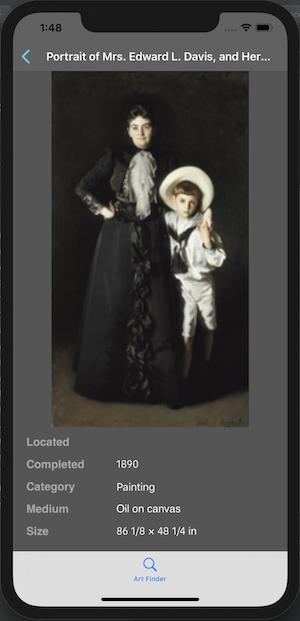 1:48
Portrait of Mrs. Edward L. Davis, and Her...
Located
Completed 1890
Category Painting
Medium Oil on canvas
Size 86 1/8 × 48 1/4 in
Art Finder